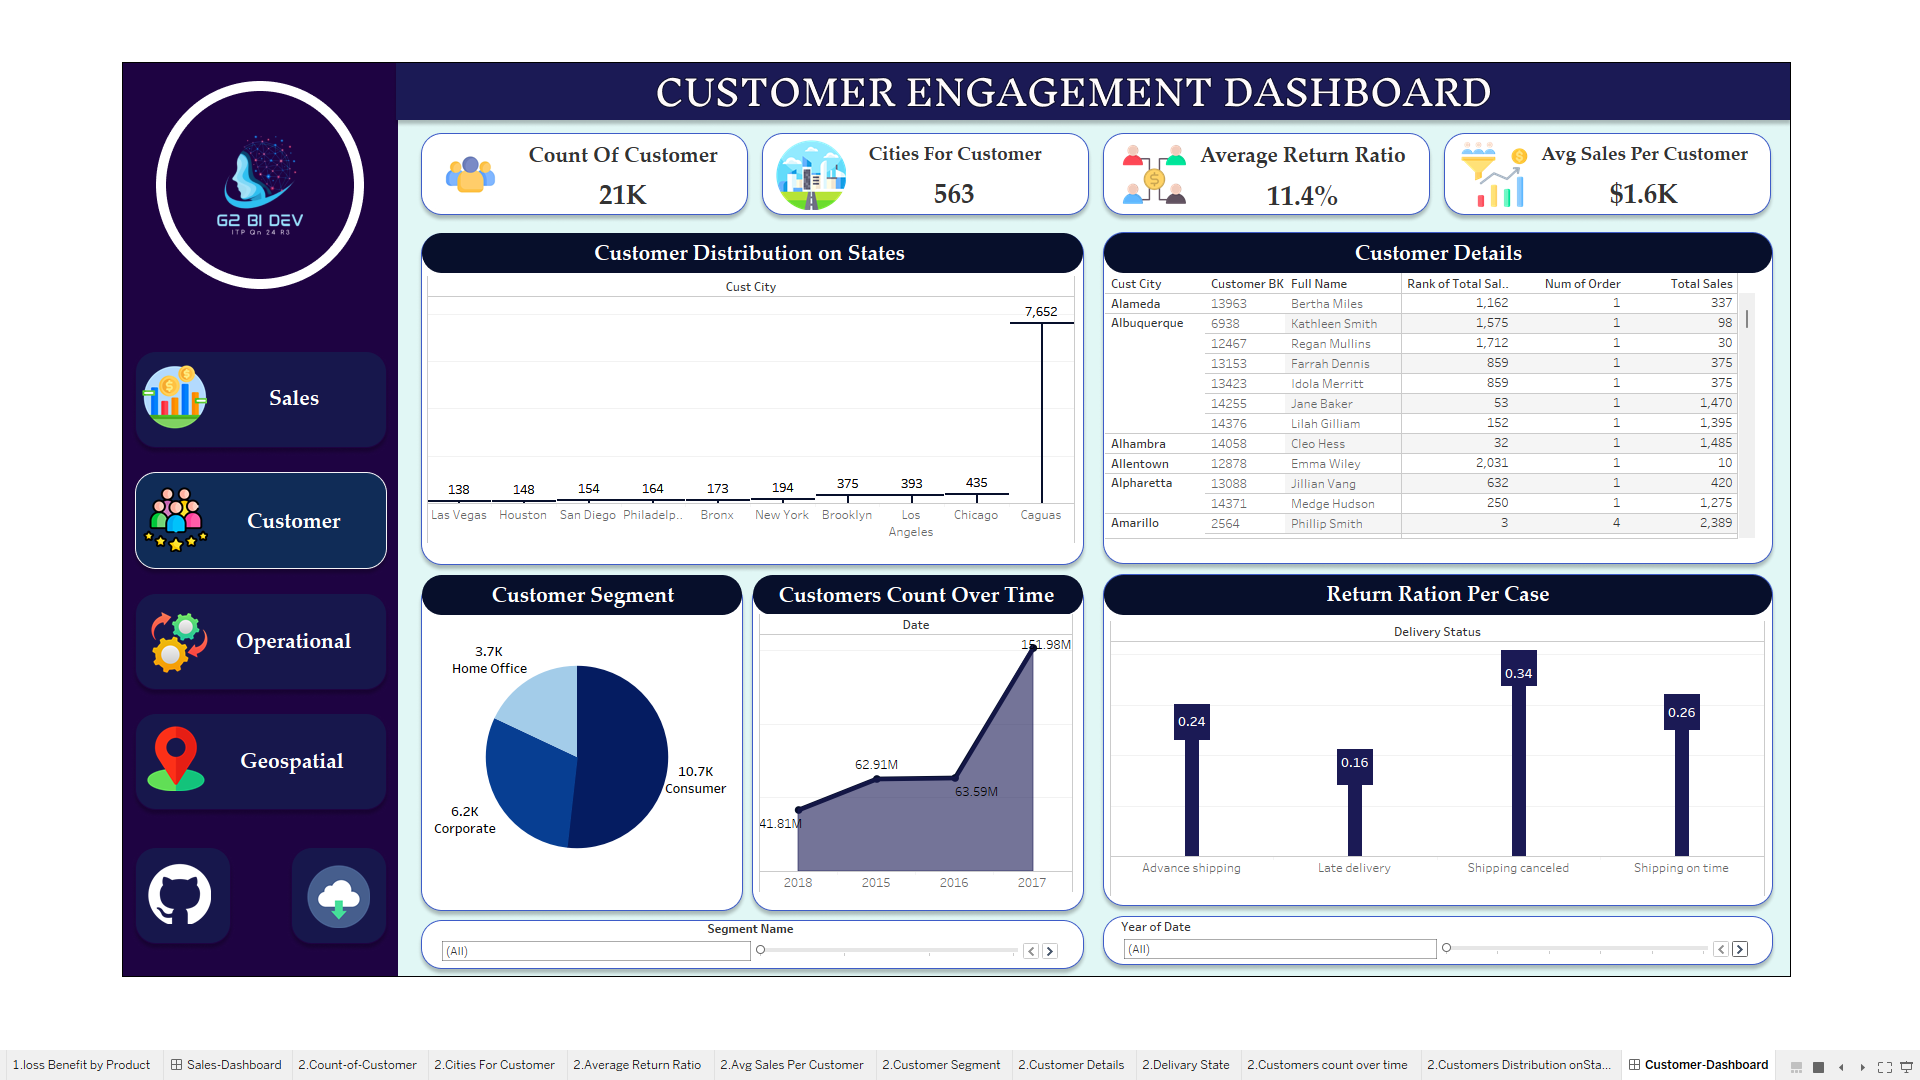 CUSTOMER ENGAGEMENT DASHBOARD
G2 BI DEV
ITP Qn 24 R3
Sales
Customer
Operational
Geospatial
Count Of Customer
21K
Cities For Customer
563
Average Return Ratio
11.4%
Avg Sales Per Customer
$1.6K
Customer Distribution on States
Cust City
138 148 154 164 173 194 375 393 435 7,652
Las Vegas Houston San Diego Philadelp.. Bronx New York Brooklyn Los Angeles Chicago Caguas
Customer Details
Cust City Customer BK Full Name Rank of Total Sal.. Num of Order Total Sales
Alameda 13963 Bertha Miles 1,162 1 337
Albuquerque 6938 Kathleen Smith 1,575 1 98
12467 Regan Mullins 1,712 1 30
13153 Farrah Dennis 859 1 375
13423 Idola Merritt 859 1 375
14255 Jane Baker 53 1 1,470
14376 Lilah Gilliam 152 1 1,395
Alhambra 14058 Cleo Hess 32 1 1,485
Allentown 12878 Emma Wiley 2,031 1 10
Alpharetta 13088 Jillian Vang 632 1 420
14371 Medge Hudson 250 1 1,275
Amarillo 2564 Phillip Smith 3 4 2,389
Customer Segment
3.7K
Home Office
10.7K
Consumer
6.2K
Corporate
Customers Count Over Time
Date
151.98M
62.91M
63.59M
41.81M
2018 2015 2016 2017
Return Ration Per Case
Delivery Status
0.24 0.16 0.34 0.26
Advance shipping Late delivery Shipping canceled Shipping on time
Segment Name
(All)
Year of Date
(All)
1.loss Benefit by Product Sales-Dashboard 2.Count-of-Customer 2.Cities For Customer 2.Average Return Ratio 2.Avg Sales Per Customer 2.Customer Segment 2.Customer Details 2.Delivary State 2.Customers count over time 2.Customers Distribution onSta... Customer-Dashboard